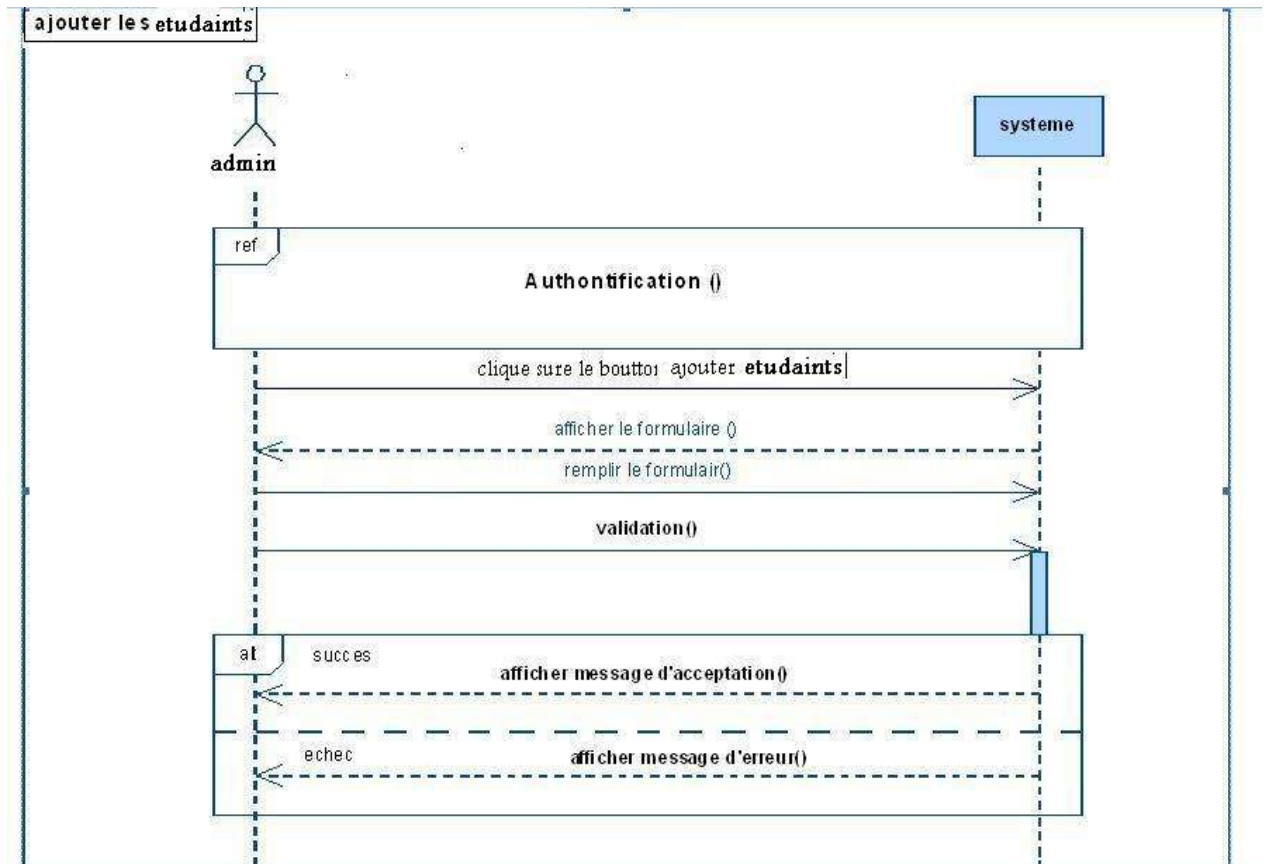 ajouter les etudaints
systeme
admin
ref
Authontification ()
clique sure le boutton ajouter etudaints
afficher le formulaire ()
remplir le formulair()
validation()
alt
succes
afficher message d'acceptation()
echec
afficher message d'erreur()